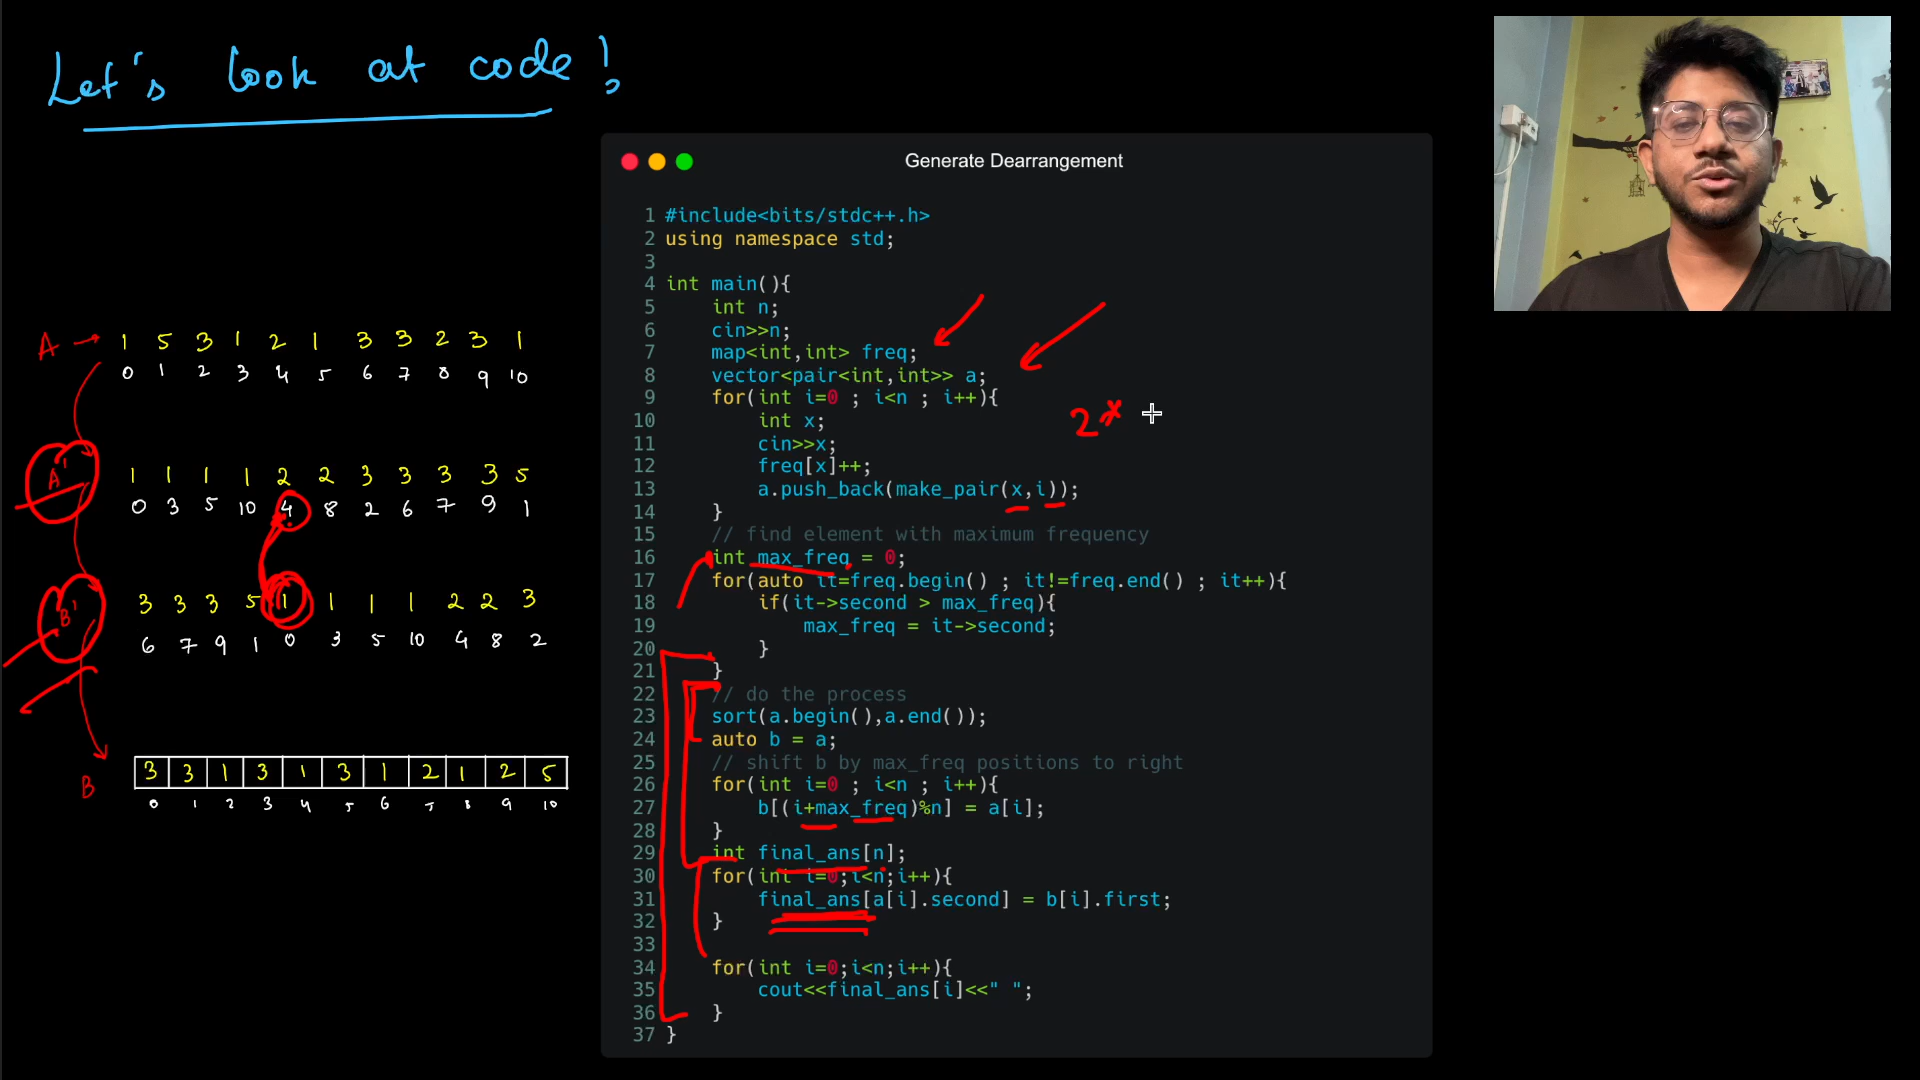 Let's look at code!
A → 1 5 3 1 2 1 3 3 2 3 1
0 1 2 3 4 5 6 7 8 9 10
A' 1 1 1 1 2 2 3 3 3 3 5
0 3 5 10 4 8 2 6 7 9 1
B' 3 3 3 5 1 1 1 1 2 2 3
6 7 9 1 0 3 5 10 4 8 2
B 3 3 1 3 1 3 1 2 1 2 5
0 1 2 3 4 5 6 7 8 9 10
Generate Dearrangement
1 #include<bits/stdc++.h>
2 using namespace std;
3
4 int main(){
5     int n;
6     cin>>n;
7     map<int,int> freq;
8     vector<pair<int,int>> a;
9     for(int i=0 ; i<n ; i++){
10         int x;
11         cin>>x;
12         freq[x]++;
13         a.push_back(make_pair(x,i));
14     }
15     // find element with maximum frequency
16     int max_freq = 0;
17     for(auto it=freq.begin() ; it!=freq.end() ; it++){
18         if(it->second > max_freq){
19             max_freq = it->second;
20         }
21     }
22     // do the process
23     sort(a.begin(),a.end());
24     auto b = a;
25     // shift b by max_freq positions to right
26     for(int i=0 ; i<n ; i++){
27         b[(i+max_freq)%n] = a[i];
28     }
29     int final_ans[n];
30     for(int i=0;i<n;i++){
31         final_ans[a[i].second] = b[i].first;
32     }
33
34     for(int i=0;i<n;i++){
35         cout<<final_ans[i]<<" ";
36     }
37 }
2*